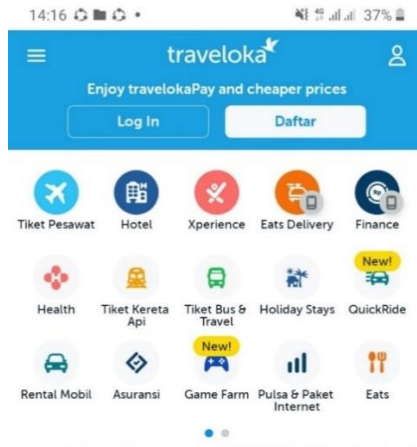 14:16 37%
traveloka
Enjoy travelokaPay and cheaper prices
Log In Daftar
Tiket Pesawat Hotel Xperience Eats Delivery Finance
New!
Health Tiket Kereta Tiket Bus & Holiday Stays QuickRide
Api Travel
New!
Rental Mobil Asuransi Game Farm Pulsa & Paket Eats
Internet